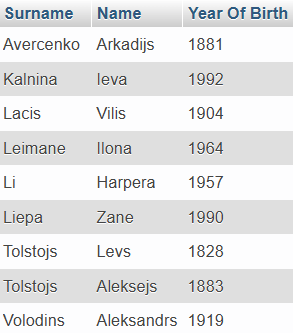 Surname Name Year Of Birth
Avercenko Arkadijs 1881
Kalnina Ieva 1992
Lacis Vilis 1904
Leimane Ilona 1964
Li Harpera 1957
Liepa Zane 1990
Tolstojs Levs 1828
Tolstojs Aleksejs 1883
Volodins Aleksandrs 1919